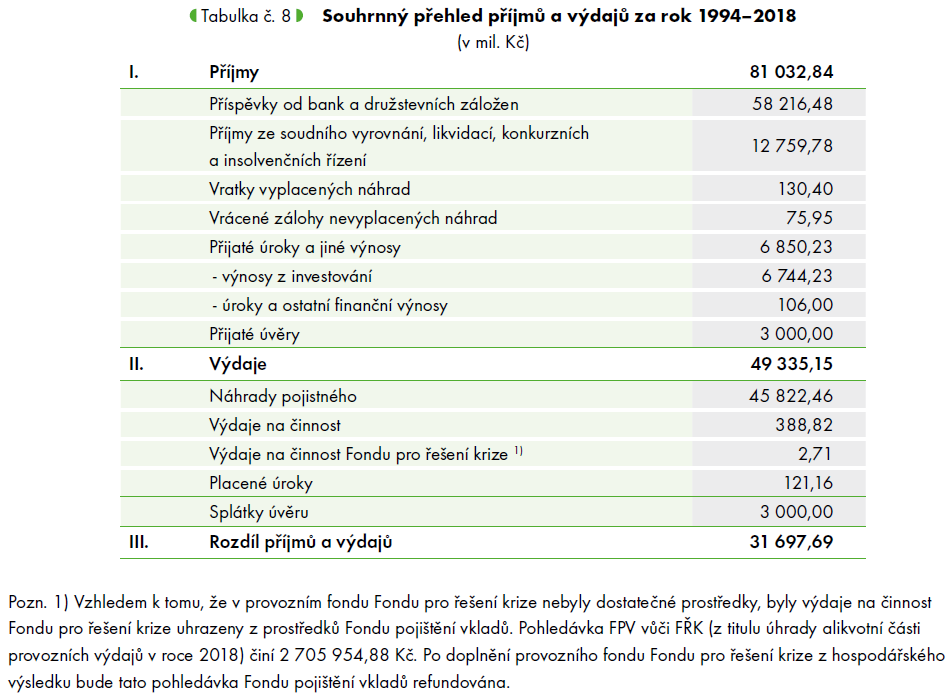 Tabulka č. 8 Souhrnný přehled příjmů a výdajů za rok 1994–2018
(v mil. Kč)
I. Příjmy 81 032,84
Příspěvky od bank a družstevních záložen 58 216,48
Příjmy ze soudního vyrovnání, likvidací, konkurzních
a insolvenčních řízení 12 759,78
Vratky vyplacených náhrad 130,40
Vrácené zálohy nevyplacených náhrad 75,95
Přijaté úroky a jiné výnosy 6 850,23
- výnosy z investování 6 744,23
- úroky a ostatní finanční výnosy 106,00
Přijaté úvěry 3 000,00
II. Výdaje 49 335,15
Náhrady pojistného 45 822,46
Výdaje na činnost 388,82
Výdaje na činnost Fondu pro řešení krize 1) 2,71
Placené úroky 121,16
Splátky úvěru 3 000,00
III. Rozdíl příjmů a výdajů 31 697,69
Pozn. 1) Vzhledem k tomu, že v provozním fondu Fondu pro řešení krize nebyly dostatečné prostředky, byly výdaje na činnost
Fondu pro řešení krize uhrazeny z prostředků Fondu pojištění vkladů. Pohledávka FPV vůči FŘK (z titulu úhrady alikvotní části
provozních výdajů v roce 2018) činí 2 705 954,88 Kč. Po doplnění provozního fondu Fondu pro řešení krize z hospodářského
výsledku bude tato pohledávka Fondu pojištění vkladů refundována.